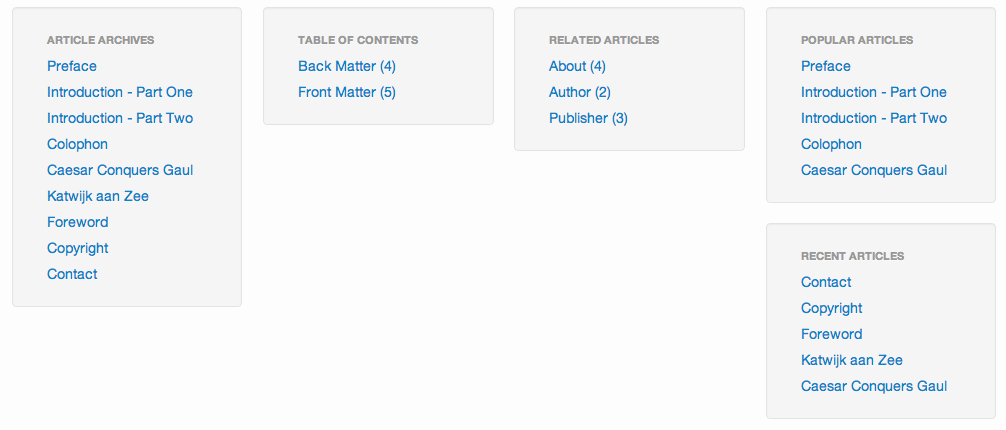 ARTICLE ARCHIVES
Preface
Introduction - Part One
Introduction - Part Two
Colophon
Caesar Conquers Gaul
Katwijk aan Zee
Foreword
Copyright
Contact
TABLE OF CONTENTS
Back Matter (4)
Front Matter (5)
RELATED ARTICLES
About (4)
Author (2)
Publisher (3)
POPULAR ARTICLES
Preface
Introduction - Part One
Introduction - Part Two
Colophon
Caesar Conquers Gaul
RECENT ARTICLES
Contact
Copyright
Foreword
Katwijk aan Zee
Caesar Conquers Gaul